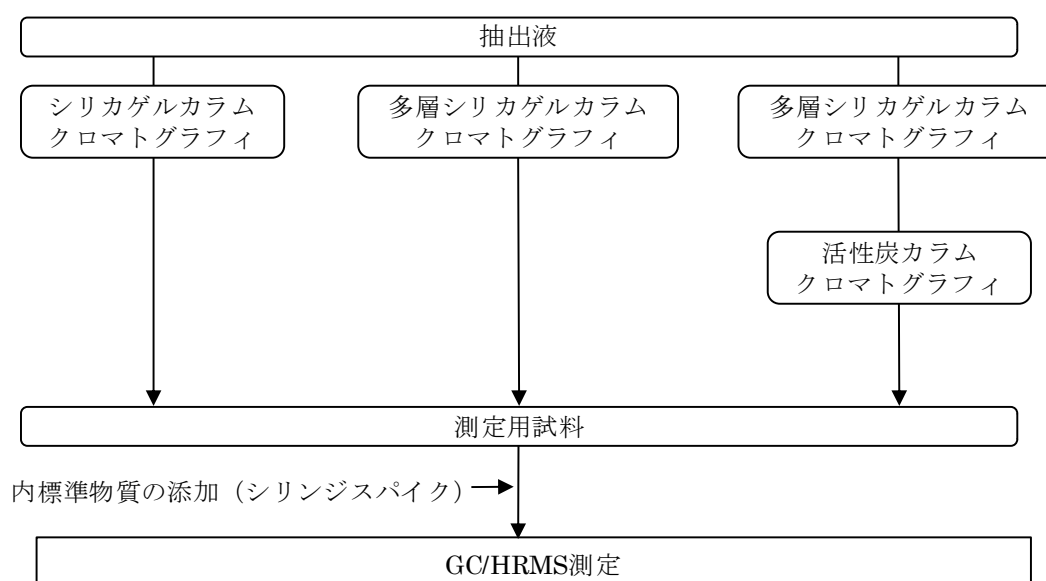 抽出液
シリカゲルカラム
クロマトグラフィ
多層シリカゲルカラム
クロマトグラフィ
多層シリカゲルカラム
クロマトグラフィ
活性炭カラム
クロマトグラフィ
測定用試料
内標準物質の添加（シリンジスパイク）
GC/HRMS測定